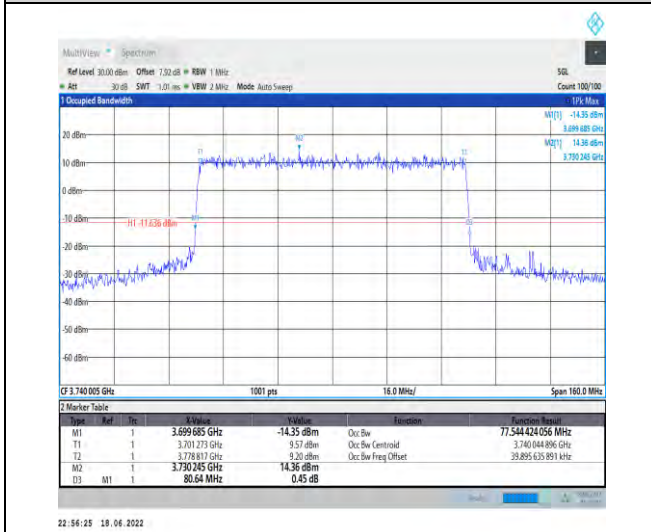 MultiView Spectrum
Ref Level 30.00 dBm Offset 7.92 dB RBW 1 MHz SGL
Att 30 dB SWT 1.01 ms VBW 2 MHz Mode Auto Sweep Count 100/100
1 Occupied Bandwidth 1Pk Max
M1[1] -14.35 dBm
3.699 685 GHz
M2[1] 14.36 dBm
3.730 245 GHz
20 dBm
M2
T1 T2
10 dBm
0 dBm
-10 dBm
H1 -11.636 dBm
-20 dBm
-30 dBm
-40 dBm
-50 dBm
-60 dBm
CF 3.740 005 GHz 1001 pts 16.0 MHz/ Span 160.0 MHz
2 Marker Table
Type Ref Trc X-Value Y-Value Function Function Result
M1 1 3.699 685 GHz -14.35 dBm Occ Bw 77.544 424 056 MHz
T1 1 3.701 273 GHz 9.57 dBm Occ Bw Centroid 3.740 044 896 GHz
T2 1 3.778 817 GHz 9.20 dBm Occ Bw Freq Offset 39.895 635 891 kHz
M2 1 3.730 245 GHz 14.36 dBm
D3 M1 1 80.64 MHz 0.45 dB
22:56:25 18.06.2022